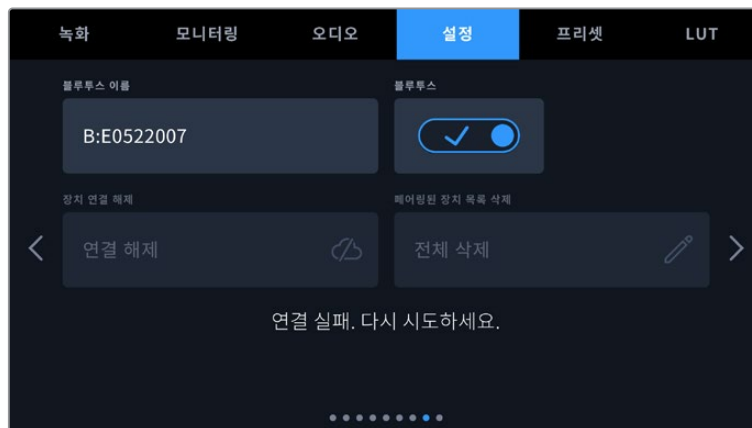 녹화 모니터링 오디오 설정 프리셋 LUT
블루투스 이름 블루투스
B:E0522007
장치 연결 해제 페어링된 장치 목록 삭제
연결 해제 전체 삭제
연결 실패. 다시 시도하세요.